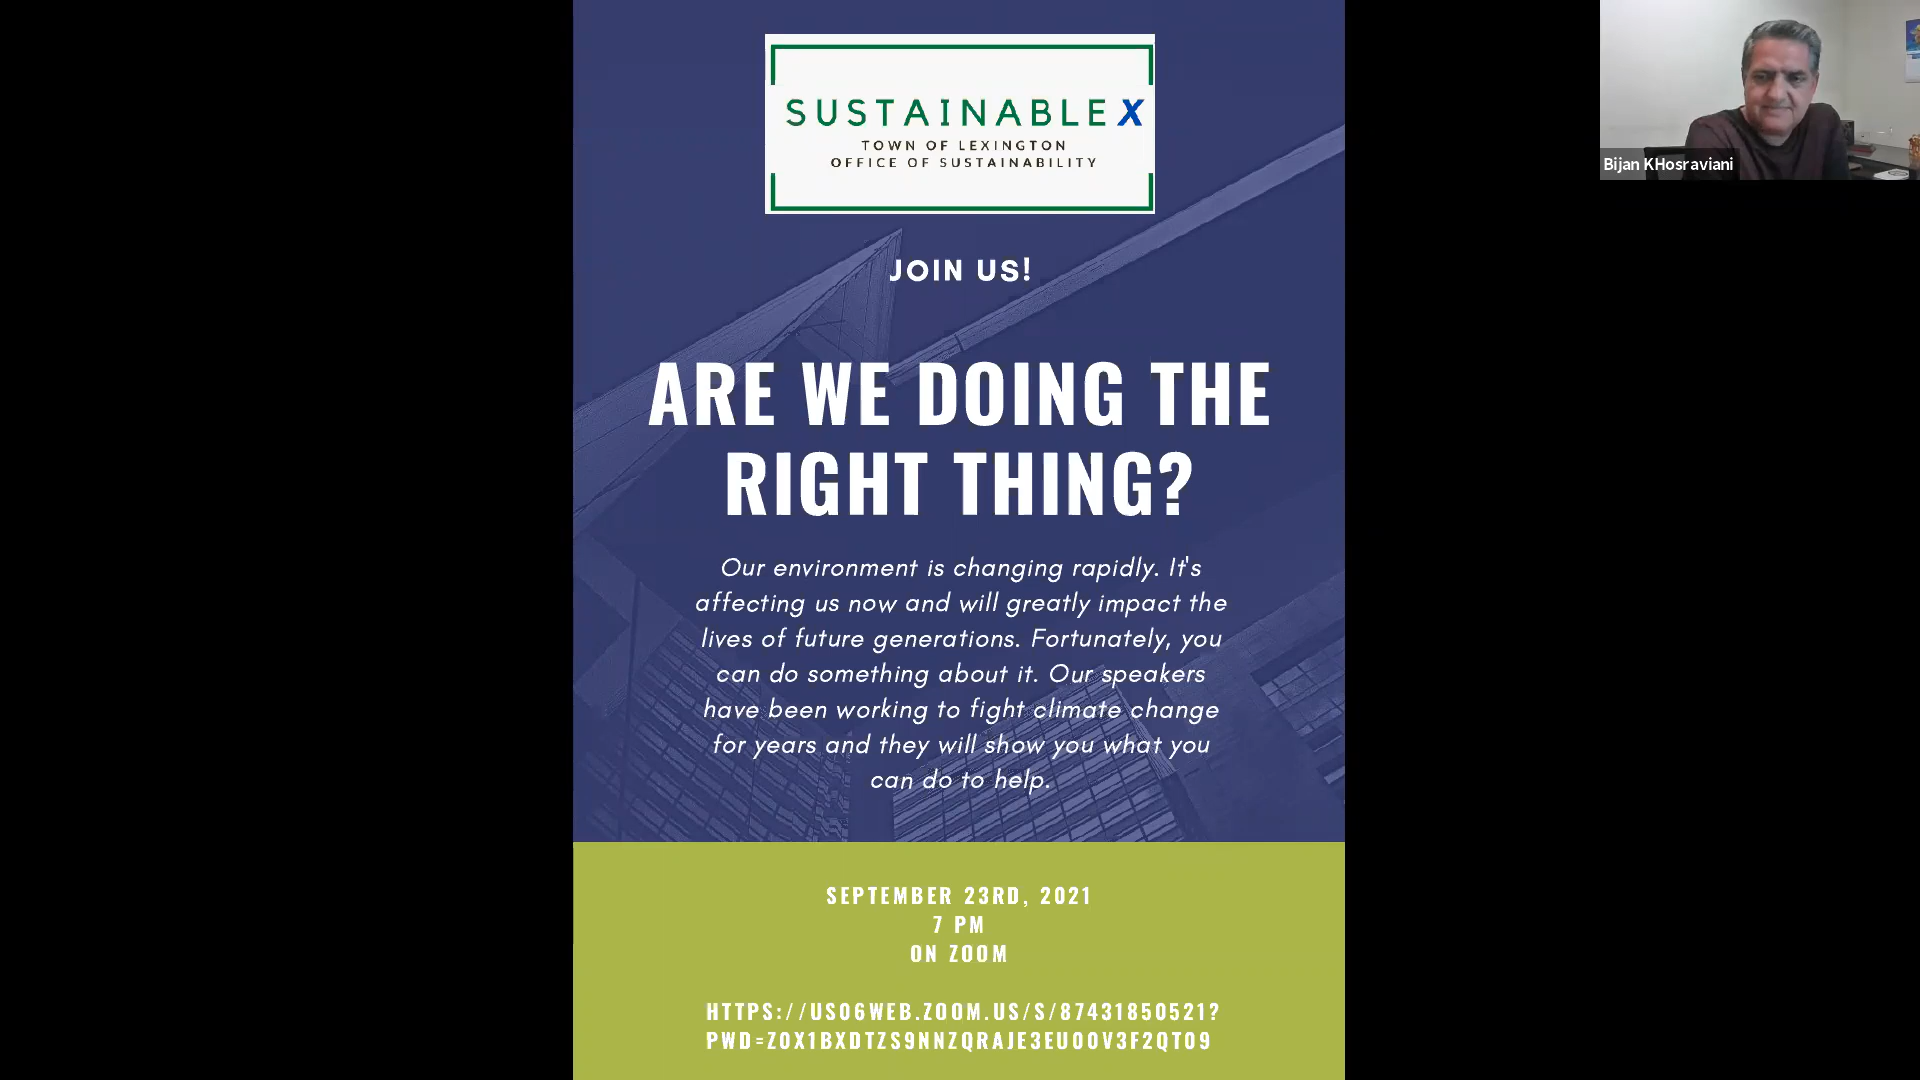 SUSTAINABLE X
TOWN OF LEXINGTON
OFFICE OF SUSTAINABILITY
JOIN US!
ARE WE DOING THE
RIGHT THING?
Our environment is changing rapidly. It's
affecting us now and will greatly impact the
lives of future generations. Fortunately, you
can do something about it. Our speakers
have been working to fight climate change
for years and they will show you what you
can do to help.
SEPTEMBER 23RD, 2021
7 PM
ON ZOOM
HTTPS://US06WEB.ZOOM.US/S/87431850521?
PWD=Z0X1BXDTZS9NNZQRAJE3EU00V3F2QT09
Bijan KHosraviani